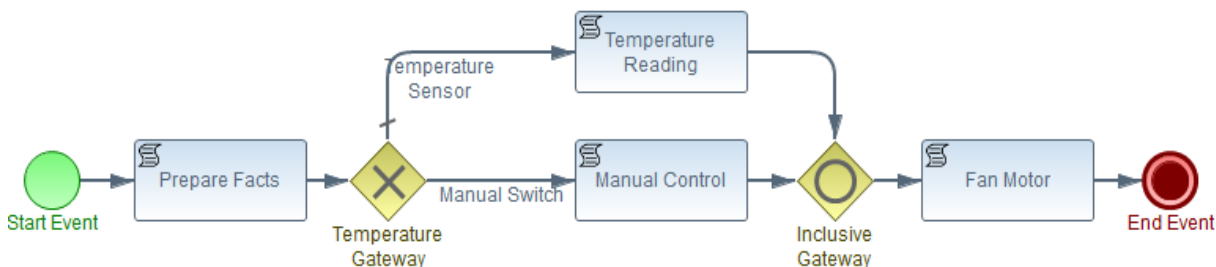 Temperature
Reading
Temperature
Sensor
Prepare Facts
Manual Switch
Manual Control
Fan Motor
Start Event
Temperature
Gateway
Inclusive
Gateway
End Event